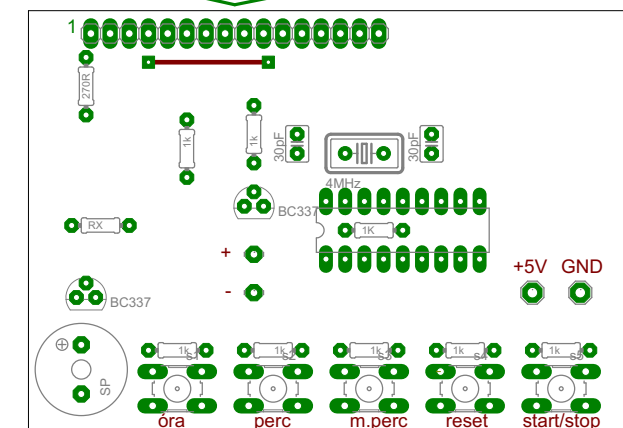 1
270R
1k
1k
30pF
30pF
4MHz
BC337
RX
1K
+
-
+5V GND
BC337
SP
1k 1k 1k 1k 1k
s1 s2 s3 s4 s5
óra perc m.perc reset start/stop